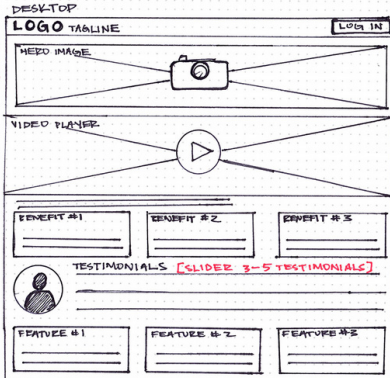 DESKTOP
LOGO TAGLINE LOG IN
HERO IMAGE
VIDEO PLAYER
BENEFIT #1 BENEFIT #2 BENEFIT #3
TESTIMONIALS [SLIDER 3-5 TESTIMONIALS]
FEATURE #1 FEATURE #2 FEATURE #3